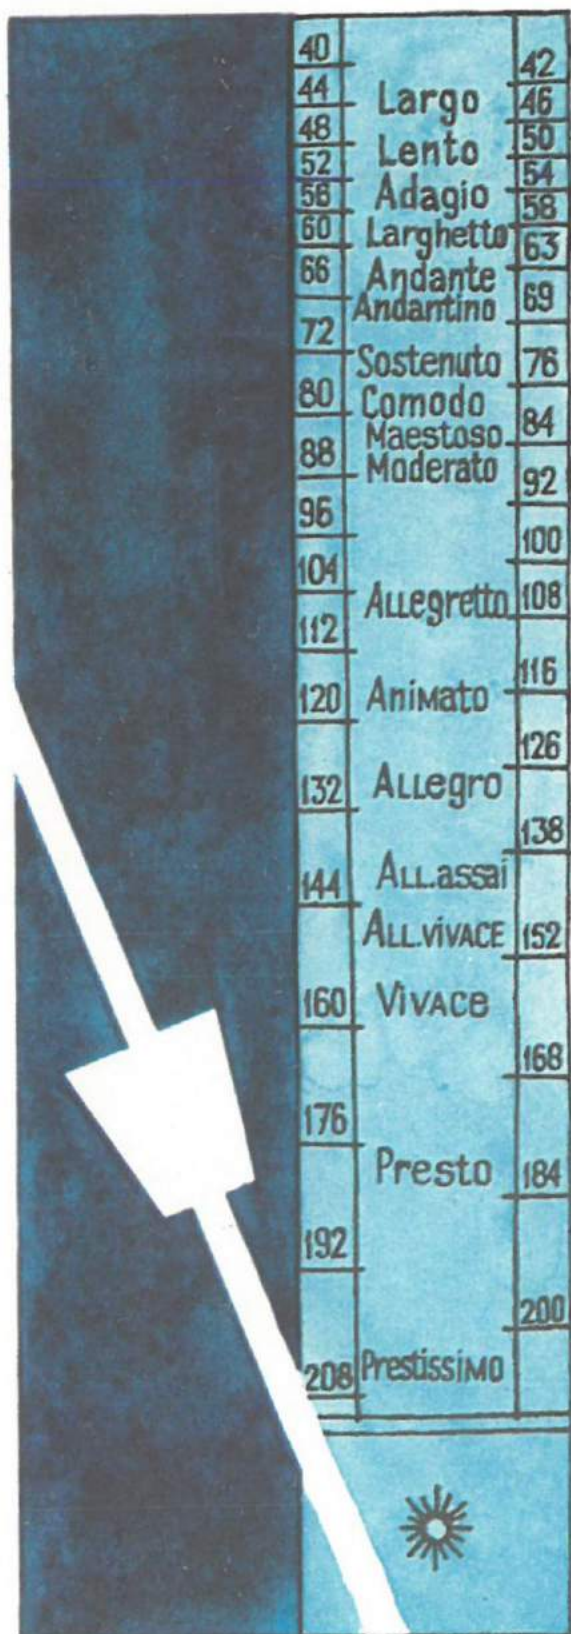 40
42
44
Largo
46
48
Lento
50
52
54
56
Adagio
58
60
Larghetto
63
66
Andante
69
Andantino
72
Sostenuto
76
80
Comodo
84
Maestoso
88
Moderato
92
96
100
104
Allegretto
108
112
116
120
Animato
126
132
Allegro
138
144
All.assai
All.vivace
152
160
Vivace
168
176
Presto
184
192
200
208
Prestissimo